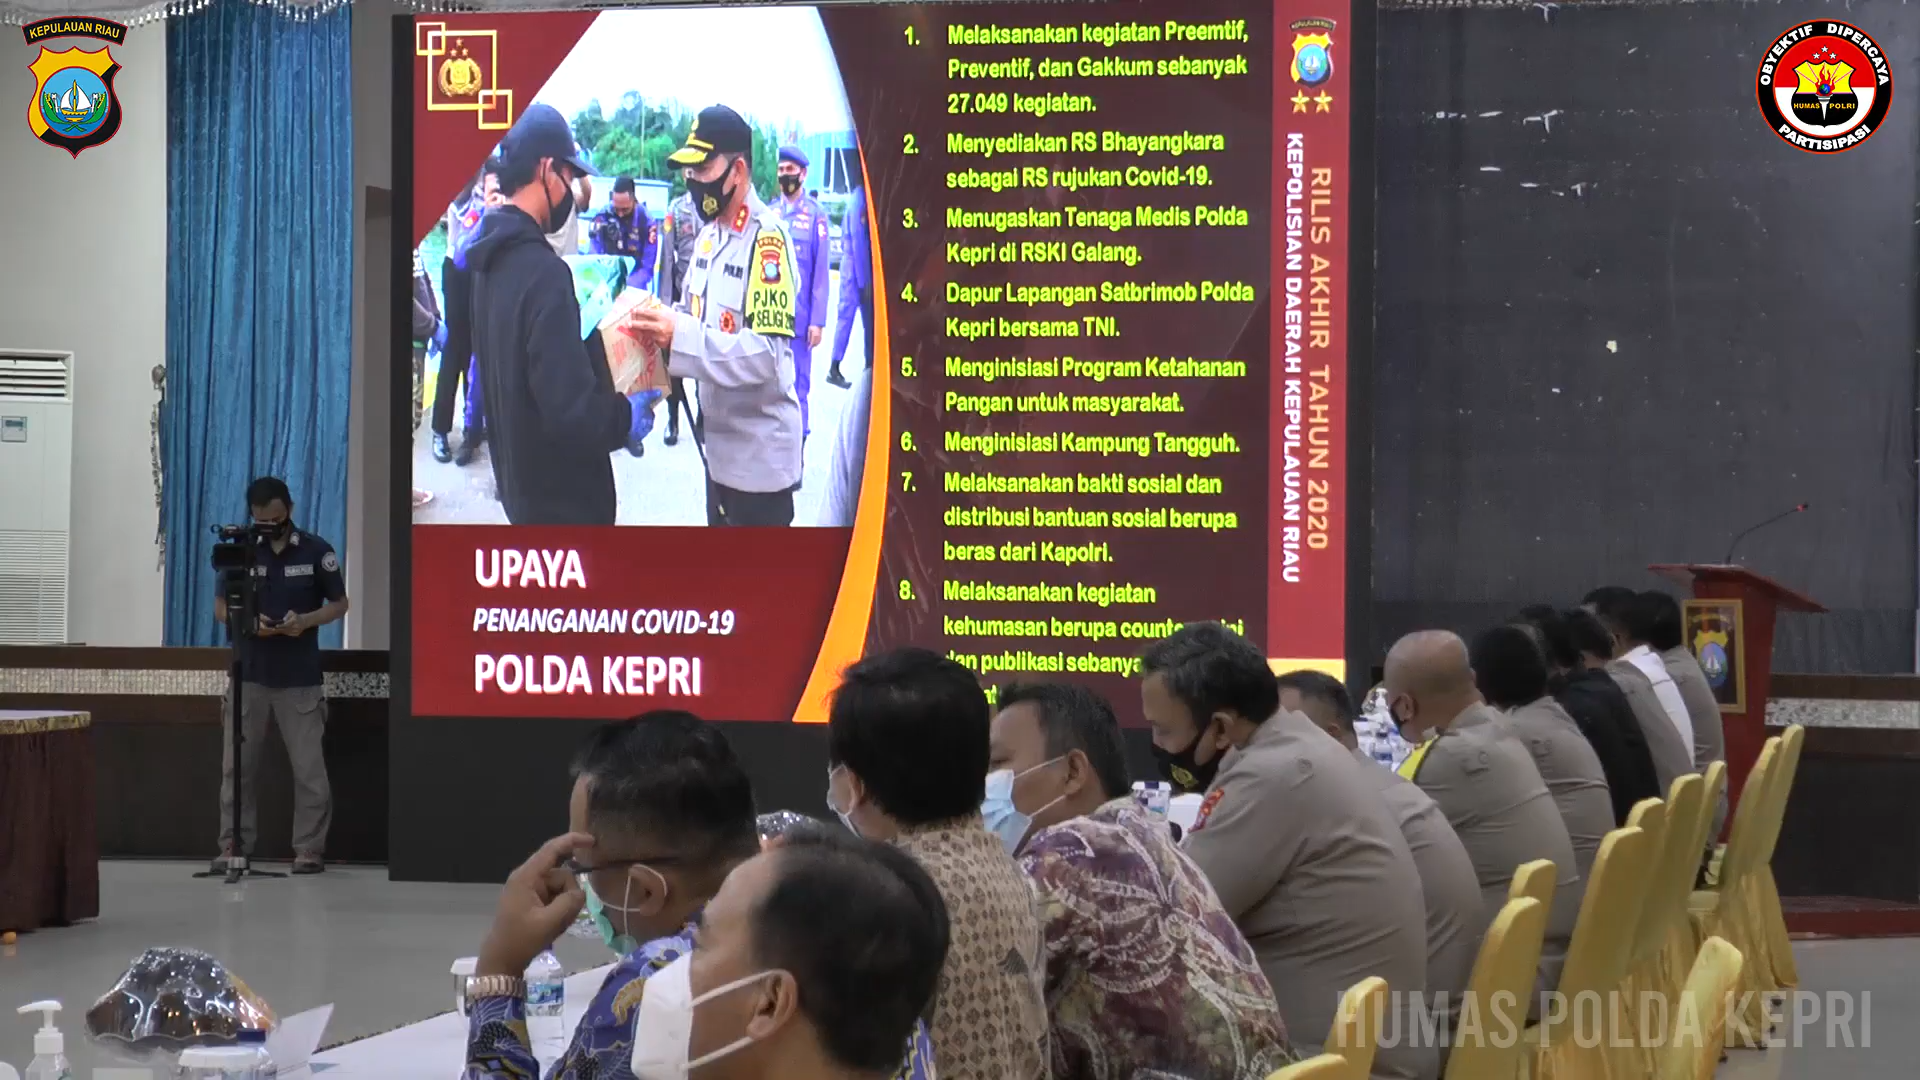 KEPULAUAN RIAU
OBYEKTIF DIPERCAYA
HUMAS POLRI
PARTISIPASI
1. Melaksanakan kegiatan Preemtif,
Preventif, dan Gakkum sebanyak
27.049 kegiatan.
2. Menyediakan RS Bhayangkara
sebagai RS rujukan Covid-19.
3. Menugaskan Tenaga Medis Polda
Kepri di RSKI Galang.
4. Dapur Lapangan Satbrimob Polda
Kepri bersama TNI.
5. Menginisiasi Program Ketahanan
Pangan untuk masyarakat.
6. Menginisiasi Kampung Tangguh.
7. Melaksanakan bakti sosial dan
distribusi bantuan sosial berupa
beras dari Kapolri.
8. Melaksanakan kegiatan
kehumasan berupa
dan publikasi
RILIS AKHIR TAHUN 2020
KEPOLISIAN DAERAH KEPULAUAN RIAU
POLDA
POLRI
PJKO
SELIGI
UPAYA
PENANGANAN COVID-19
POLDA KEPRI
HUMAS POLDA KEPRI